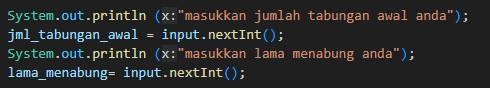 System.out.println (x:"masukkan jumlah tabungan awal anda");
jml_tabungan_awal = input.nextInt();
System.out.println (x:"masukkan lama menabung anda");
lama_menabung= input.nextInt();